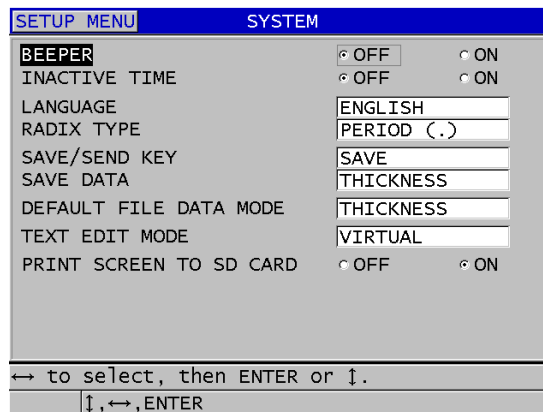 SETUP MENU SYSTEM
BEEPER OFF ON
INACTIVE TIME OFF ON
LANGUAGE ENGLISH
RADIX TYPE PERIOD (.)
SAVE/SEND KEY SAVE
SAVE DATA THICKNESS
DEFAULT FILE DATA MODE THICKNESS
TEXT EDIT MODE VIRTUAL
PRINT SCREEN TO SD CARD OFF ON
↔ to select, then ENTER or ↕.
↕,↔,ENTER